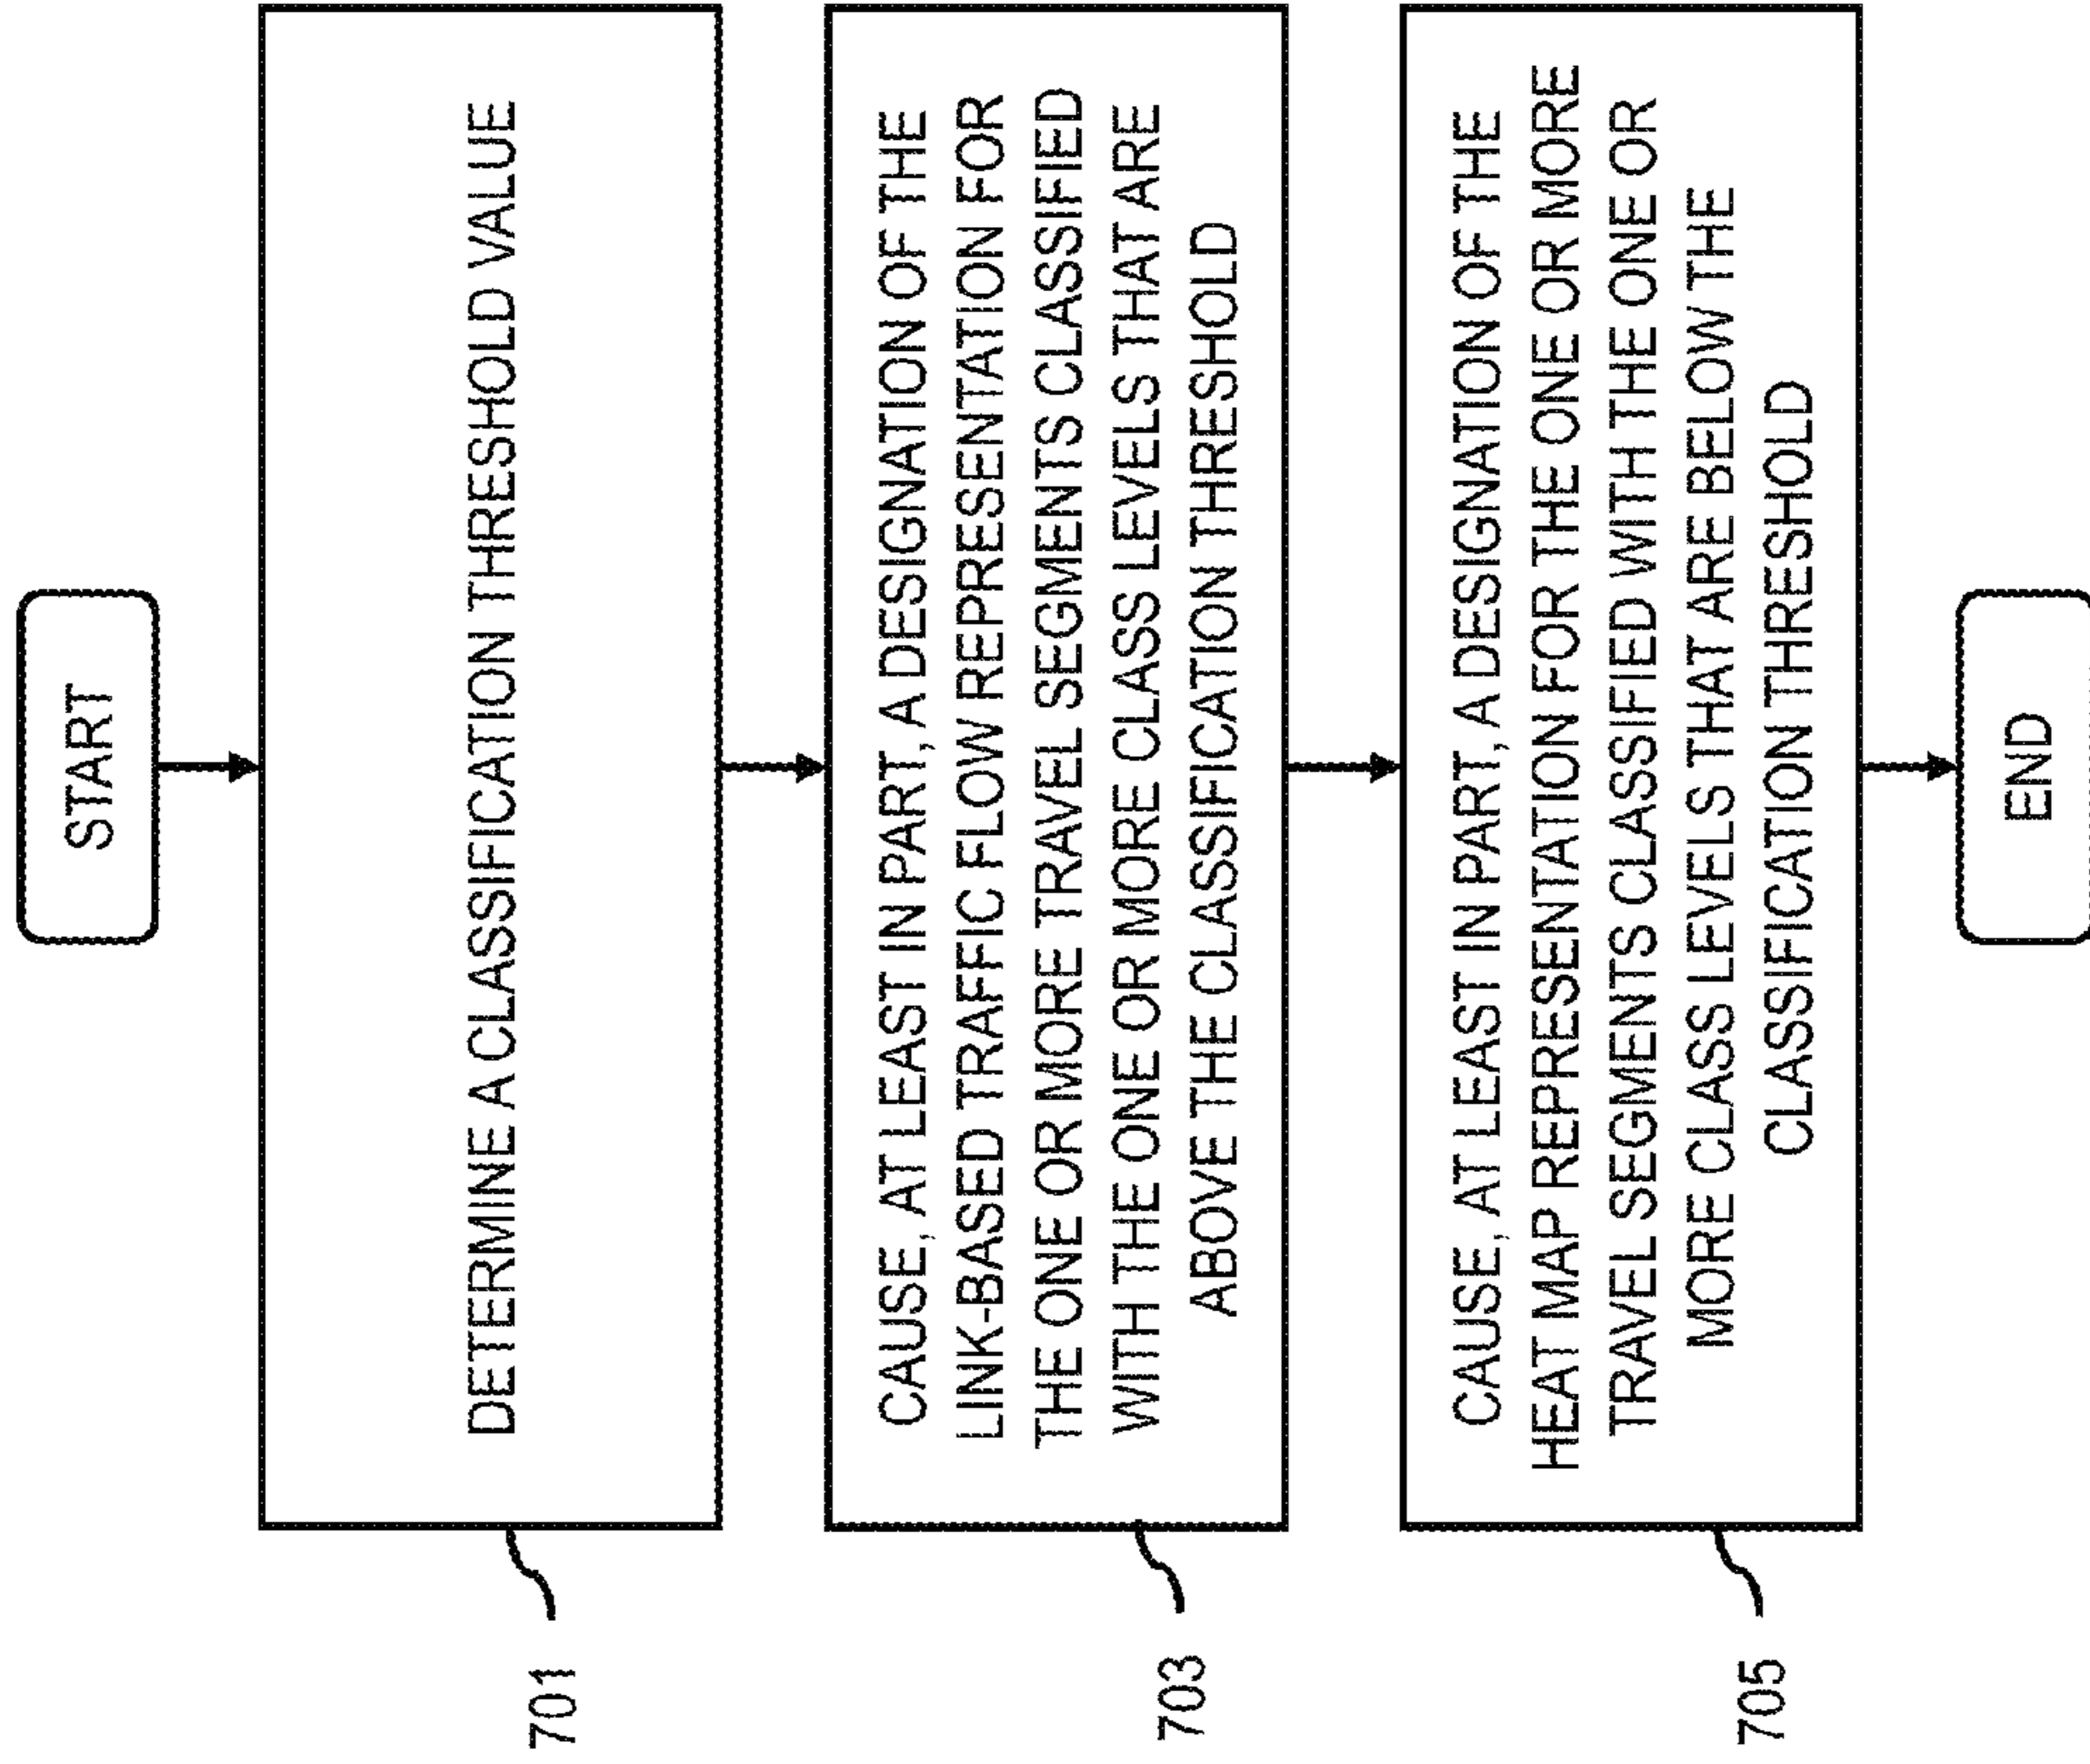 START
DETERMINE A CLASSIFICATION THRESHOLD VALUE
701
CAUSE, AT LEAST IN PART, A DESIGNATION OF THE
LINK-BASED TRAFFIC FLOW REPRESENTATION FOR
THE ONE OR MORE TRAVEL SEGMENTS CLASSIFIED
WITH THE ONE OR MORE CLASS LEVELS THAT ARE
ABOVE THE CLASSIFICATION THRESHOLD
703
CAUSE, AT LEAST IN PART, A DESIGNATION OF THE
HEAT MAP REPRESENTATION FOR THE ONE OR MORE
TRAVEL SEGMENTS CLASSIFIED WITH THE ONE OR
MORE CLASS LEVELS THAT ARE BELOW THE
CLASSIFICATION THRESHOLD
705
END